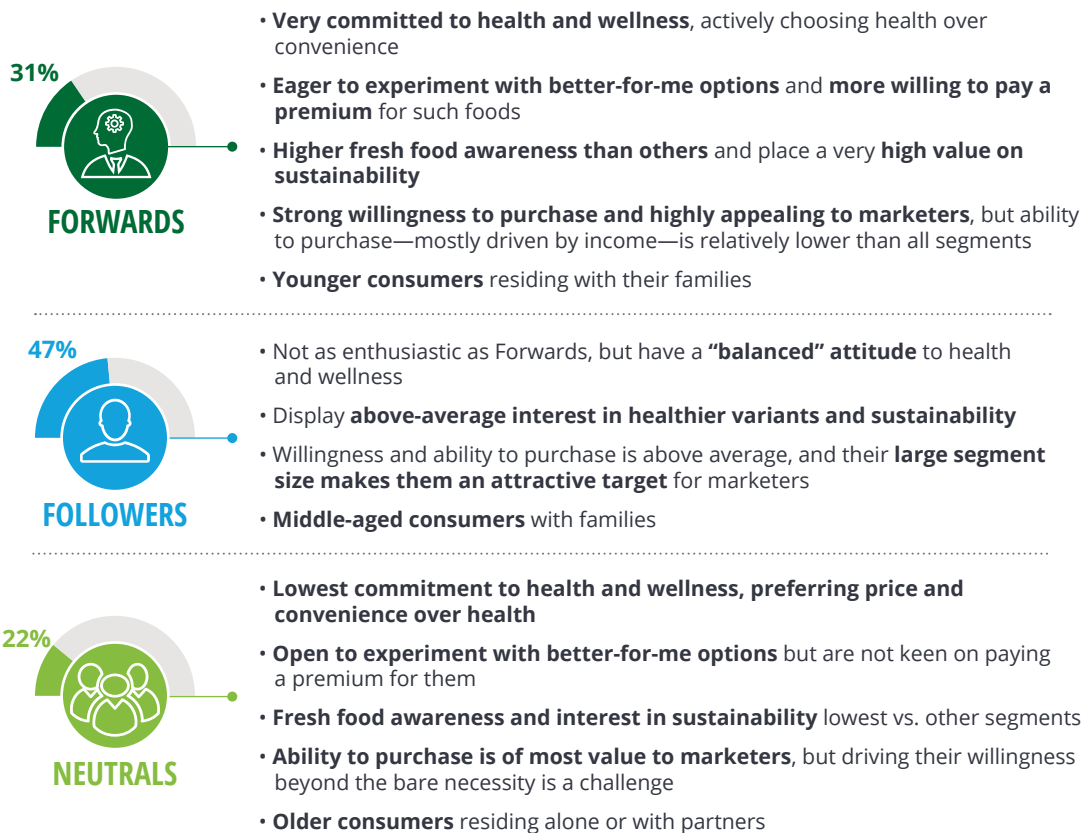 • Very committed to health and wellness, actively choosing health over
convenience
31%
• Eager to experiment with better-for-me options and more willing to pay a
premium for such foods
• Higher fresh food awareness than others and place a very high value on
sustainability
FORWARDS
• Strong willingness to purchase and highly appealing to marketers, but ability
to purchase—mostly driven by income—is relatively lower than all segments
• Younger consumers residing with their families
47%
• Not as enthusiastic as Forwards, but have a “balanced” attitude to health
and wellness
• Display above-average interest in healthier variants and sustainability
• Willingness and ability to purchase is above average, and their large segment
size makes them an attractive target for marketers
FOLLOWERS
• Middle-aged consumers with families
• Lowest commitment to health and wellness, preferring price and
convenience over health
22%
• Open to experiment with better-for-me options but are not keen on paying
a premium for them
• Fresh food awareness and interest in sustainability lowest vs. other segments
• Ability to purchase is of most value to marketers, but driving their willingness
beyond the bare necessity is a challenge
NEUTRALS
• Older consumers residing alone or with partners